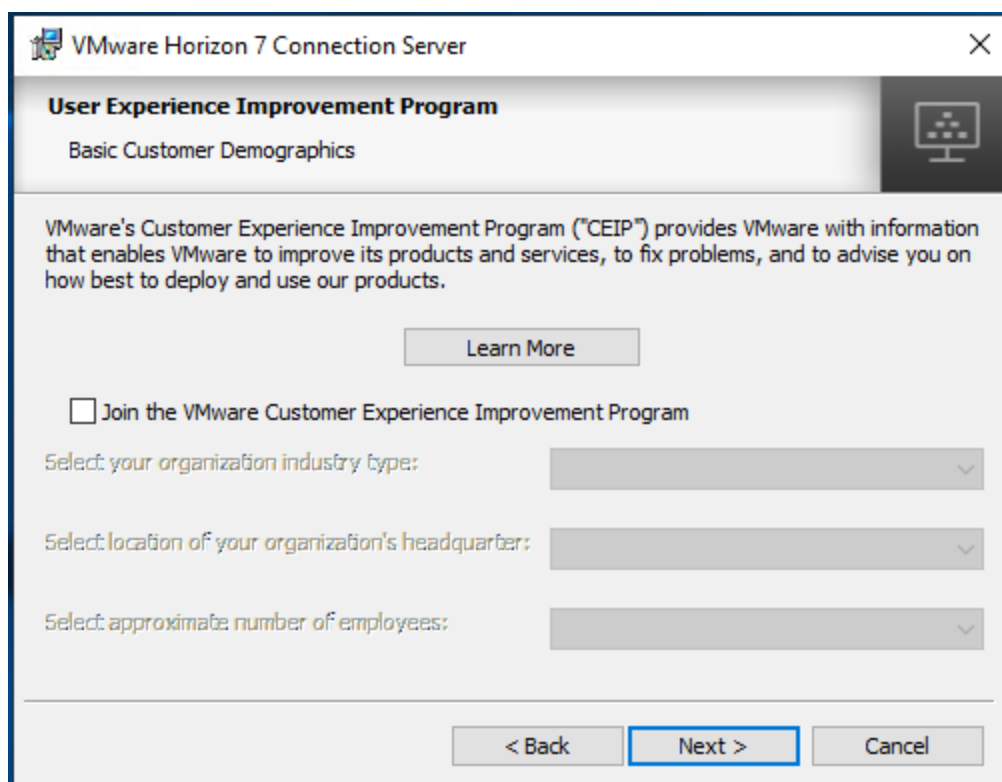 VMware Horizon 7 Connection Server
User Experience Improvement Program
Basic Customer Demographics
VMware's Customer Experience Improvement Program ("CEIP") provides VMware with information
that enables VMware to improve its products and services, to fix problems, and to advise you on
how best to deploy and use our products.
Learn More
Join the VMware Customer Experience Improvement Program
Select your organization industry type:
Select location of your organization's headquarter:
Select approximate number of employees:
< Back Next > Cancel